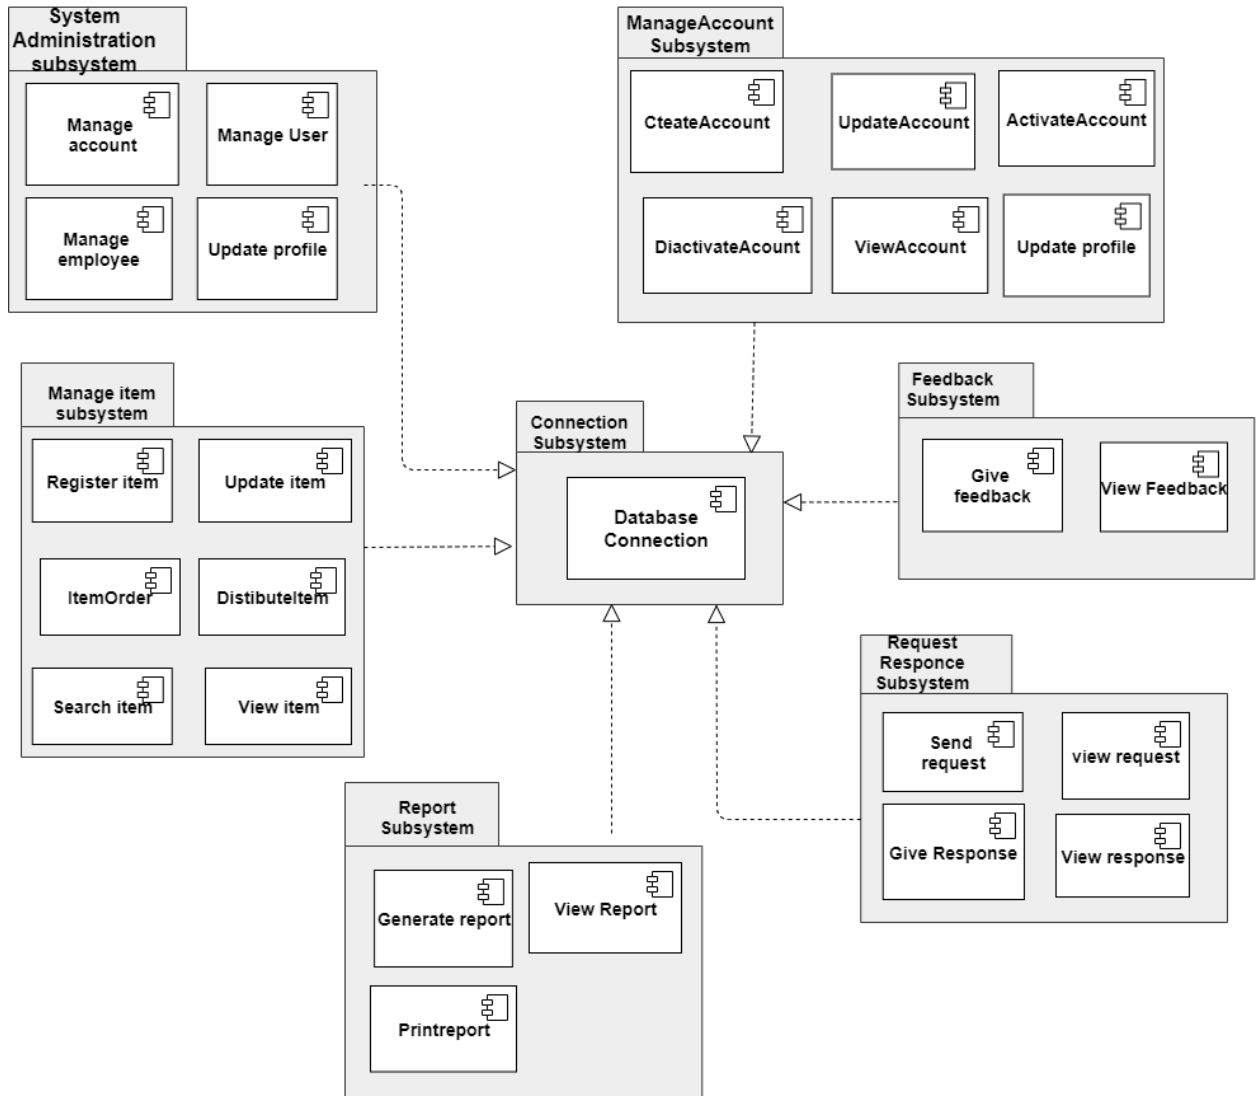 System
Administration
subsystem
Manage
account
Manage User
Manage
employee
Update profile
ManageAccount
Subsystem
CteateAccount
UpdateAccount
ActivateAccount
DiactivateAcount
ViewAccount
Update profile
Manage item
subsystem
Register item
Update item
ItemOrder
DistibuteItem
Search item
View item
Connection
Subsystem
Database
Connection
Feedback
Subsystem
Give
feedback
View Feedback
Request
Responce
Subsystem
Send
request
view request
Give Response
View response
Report
Subsystem
Generate report
View Report
Printreport